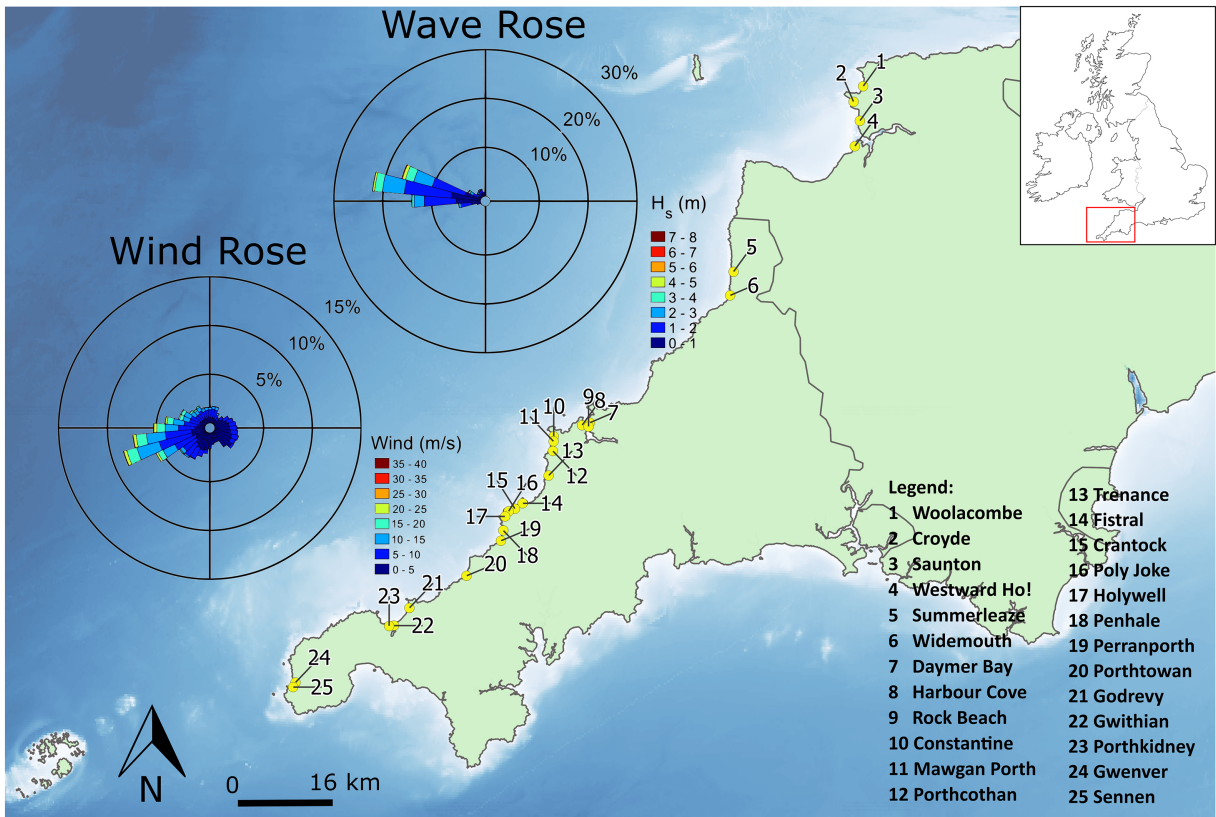 Wave Rose
30%
20%
10%
H_s (m)
7 - 8
6 - 7
5 - 6
4 - 5
3 - 4
2 - 3
1 - 2
0 - 1
Wind Rose
15%
10%
5%
Wind (m/s)
35 - 40
30 - 35
25 - 30
20 - 25
15 - 20
10 - 15
5 - 10
0 - 5
1
2
3
4
5
6
9
8
7
10
11
13
12
15
16
14
17
19
18
20
21
23
22
24
25
N
0 16 km
Legend:
1 Woolacombe
2 Croyde
3 Saunton
4 Westward Ho!
5 Summerleaze
6 Widemouth
7 Daymer Bay
8 Harbour Cove
9 Rock Beach
10 Constantine
11 Mawgan Porth
12 Porthcothan
13 Trenance
14 Fistral
15 Crantock
16 Poly Joke
17 Holywell
18 Penhale
19 Perranporth
20 Porthtowan
21 Godrevy
22 Gwithian
23 Porthkidney
24 Gwenver
25 Sennen